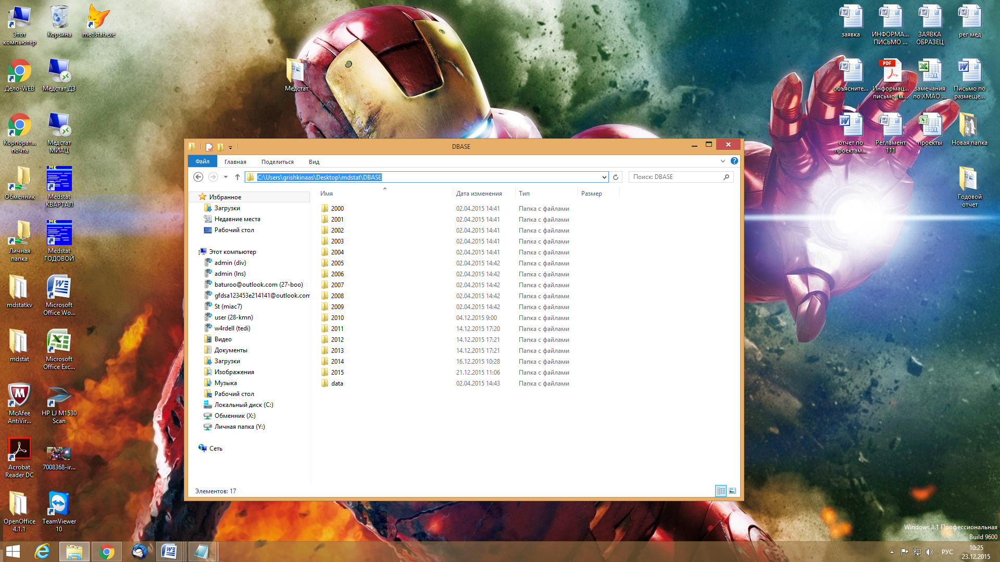 Этот
компьютер
Корзина
medstat.exe
Дело-WEB
Медстат ДЗ
Корпорат...
почта
Медстат
МИАЦ
Обменник
Medstat
КВАРТАЛ
Личная
папка
Medstat
ГОДОВОЙ
mdstatkv
Microsoft
Office Wo...
mdstat
Microsoft
Office Exc...
McAfee
AntiVir...
HP LJ M1530
Scan
Acrobat
Reader DC
7008368-ir...
OpenOffice
4.1.1
TeamViewer
10
Медстат
заявка
ИНФОРМА...
ПИСЬМО ...
ЗАЯВКА
ОБРАЗЕЦ
рег мед
объясните...
PDF
Информац...
письмо (м...
замечания
по ХМАО ...
Письмо по
размеще...
отчет по
проектам...
Регламент
111
проекты
Новая папка
Годовой
отчет
DBASE
Файл
Главная
Поделиться
Вид
C:\Users\grishkinaas\Desktop\mdstat\DBASE
Поиск: DBASE
Избранное
Загрузки
Недавние места
Рабочий стол
Этот компьютер
admin (div)
admin (lns)
baturoo@outlook.com (27-boo)
gfdsa123453e214141@outlook.com
St (miac7)
user (28-kmn)
w4rdell (tedi)
Видео
Документы
Загрузки
Изображения
Музыка
Рабочий стол
Локальный диск (C:)
Обменник (X:)
Личная папка (Y:)
Сеть
Имя Дата изменения Тип Размер
2000 02.04.2015 14:41 Папка с файлами
2001 02.04.2015 14:41 Папка с файлами
2002 02.04.2015 14:41 Папка с файлами
2003 02.04.2015 14:41 Папка с файлами
2004 02.04.2015 14:41 Папка с файлами
2005 02.04.2015 14:42 Папка с файлами
2006 02.04.2015 14:42 Папка с файлами
2007 02.04.2015 14:42 Папка с файлами
2008 02.04.2015 14:42 Папка с файлами
2009 02.04.2015 14:42 Папка с файлами
2010 04.12.2015 9:00 Папка с файлами
2011 14.12.2015 17:20 Папка с файлами
2012 14.12.2015 17:21 Папка с файлами
2013 14.12.2015 17:21 Папка с файлами
2014 16.12.2015 10:28 Папка с файлами
2015 21.12.2015 11:06 Папка с файлами
data 02.04.2015 14:43 Папка с файлами
Элементов: 17
Windows 8.1 Профессиональная
Build 9600
РУС
10:25
23.12.2015